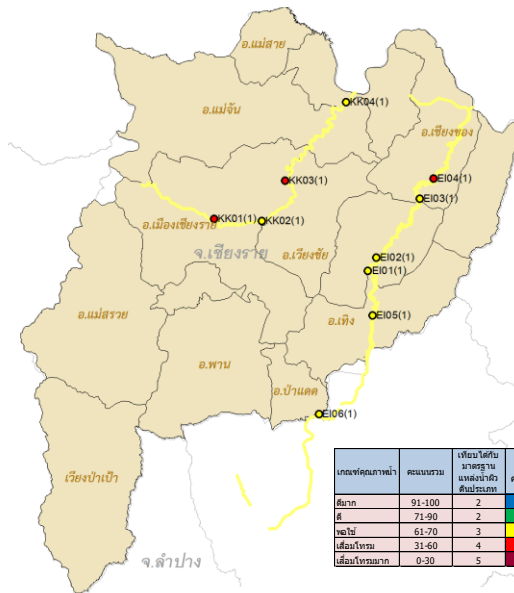 อ.แม่สาย
KK04(1)
อ.แม่จัน
อ.เชียงของ
KK03(1)
EI04(1)
EI03(1)
KK01(1)
KK02(1)
อ.เมืองเชียงราย
อ.เวียงชัย
จ.เชียงราย
EI02(1)
EI01(1)
อ.แม่สรวย
EI05(1)
อ.เทิง
อ.พาน
อ.ป่าแดด
EI06(1)
เวียงป่าเป้า
จ.ลำปาง
เกณฑ์คุณภาพน้ำ
คะแนนรวม
เทียบได้กับ
มาตรฐาน
แหล่งน้ำผิว
ดินประเภท
ดีมาก 91-100 2
ดี 71-90 2
พอใช้ 61-70 3
เสื่อมโทรม 31-60 4
เสื่อมโทรมมาก 0-30 5